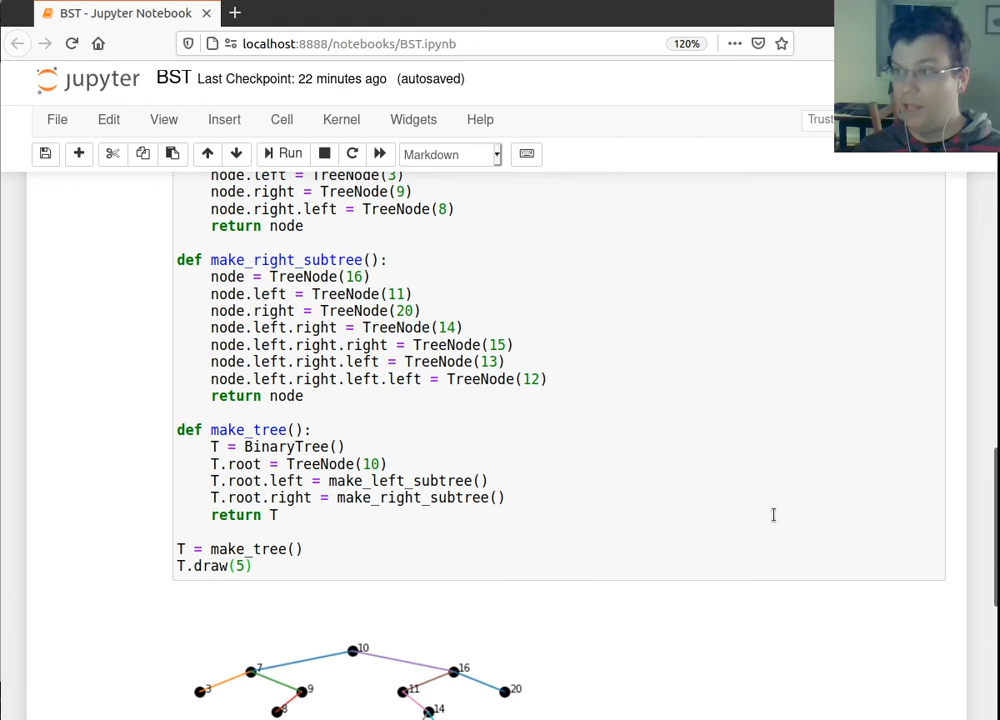 BST - Jupyter Notebook
localhost:8888/notebooks/BST.ipynb
120%
jupyter BST Last Checkpoint: 22 minutes ago (autosaved)
File Edit View Insert Cell Kernel Widgets Help Trust
Run Markdown
node.left = TreeNode(3)
node.right = TreeNode(9)
node.right.left = TreeNode(8)
return node
def make_right_subtree():
node = TreeNode(16)
node.left = TreeNode(11)
node.right = TreeNode(20)
node.left.right = TreeNode(14)
node.left.right.right = TreeNode(15)
node.left.right.left = TreeNode(13)
node.left.right.left.left = TreeNode(12)
return node
def make_tree():
T = BinaryTree()
T.root = TreeNode(10)
T.root.left = make_left_subtree()
T.root.right = make_right_subtree()
return T
T = make_tree()
T.draw(5)
10
7 16
3 9 11 20
8 14